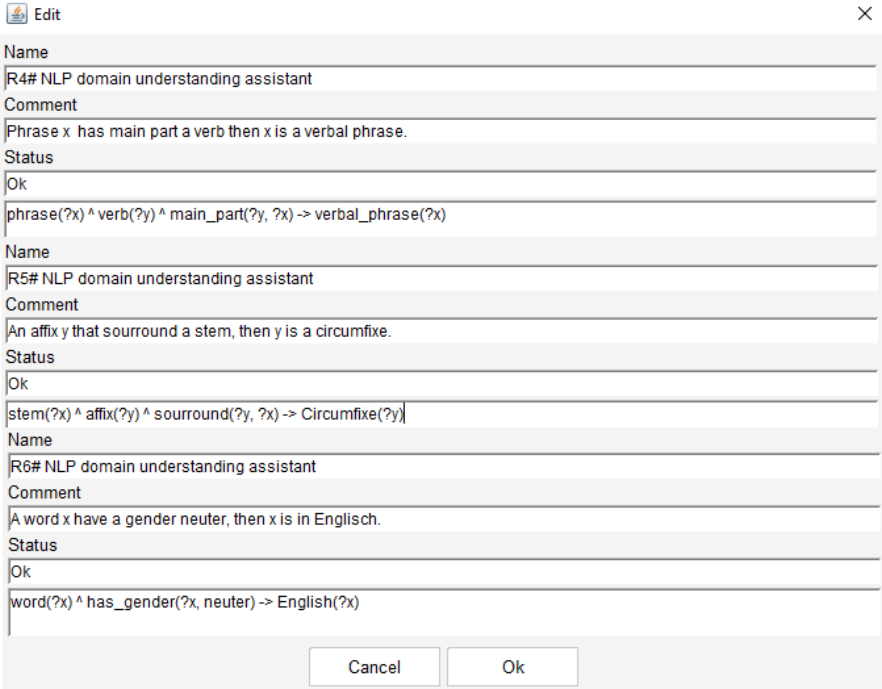 Edit
Name
R4# NLP domain understanding assistant
Comment
Phrase x has main part a verb then x is a verbal phrase.
Status
Ok
phrase(?x) ^ verb(?y) ^ main_part(?y, ?x) -> verbal_phrase(?x)
Name
R5# NLP domain understanding assistant
Comment
An affix y that sourround a stem, then y is a circumfixe.
Status
Ok
stem(?x) ^ affix(?y) ^ sourround(?y, ?x) -> Circumfixe(?y)
Name
R6# NLP domain understanding assistant
Comment
A word x have a gender neuter, then x is in Englisch.
Status
Ok
word(?x) ^ has_gender(?x, neuter) -> English(?x)
Cancel Ok